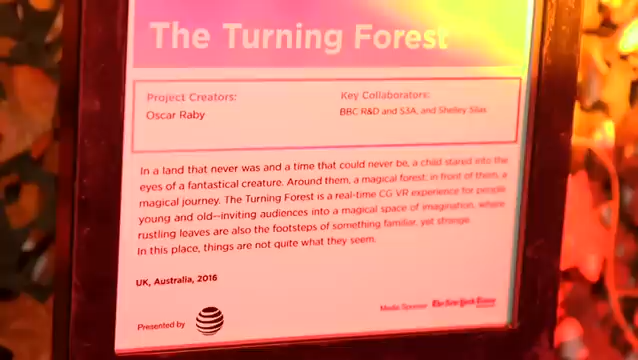 The Turning Forest
Project Creators:
Oscar Raby
Key Collaborators:
BBC R&D and S3A, and Shelley Silas
In a land that never was and a time that could never be, a child stared into the
eyes of a fantastical creature. Around them, a magical forest; in front of them, a
magical journey. The Turning Forest is a real-time CG VR experience for people
young and old--inviting audiences into a magical space of imagination, where
rustling leaves are also the footsteps of something familiar, yet strange.
In this place, things are not quite what they seem.
UK, Australia, 2016
Presented by
Media Sponsor The New York Times